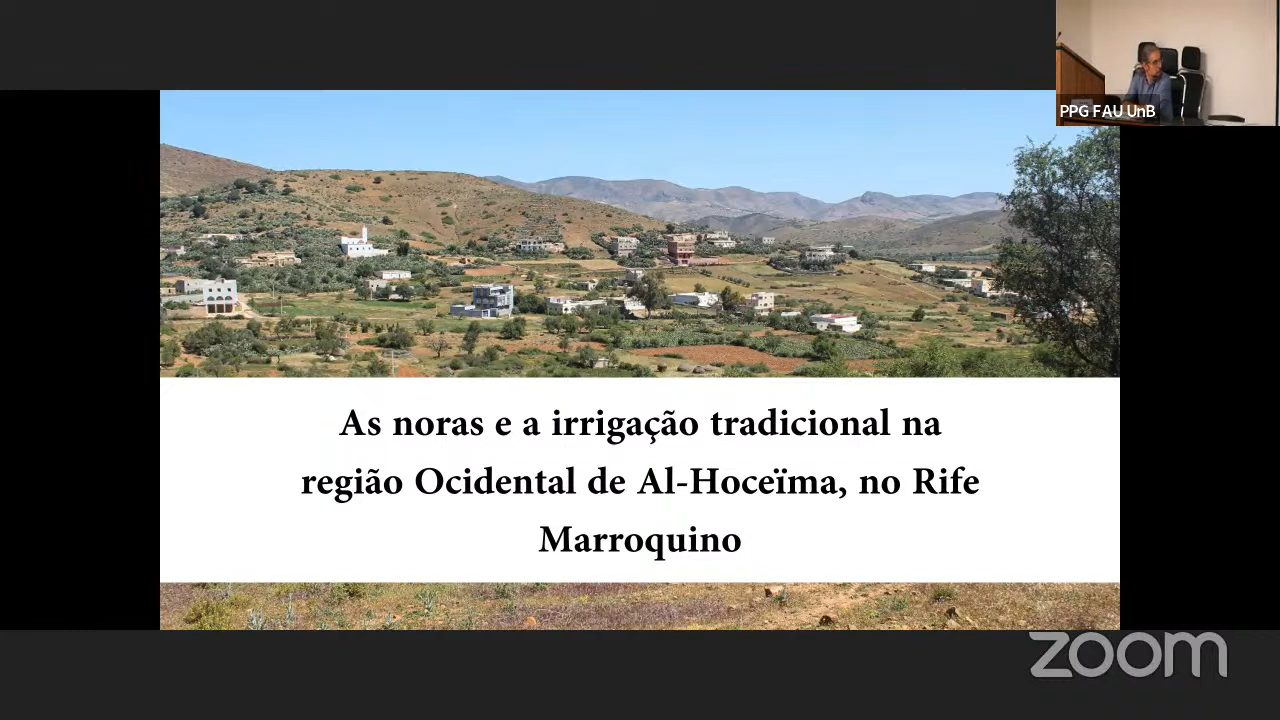 PPG FAU UnB
As noras e a irrigação tradicional na
região Ocidental de Al-Hoceïma, no Rife
Marroquino
zoom